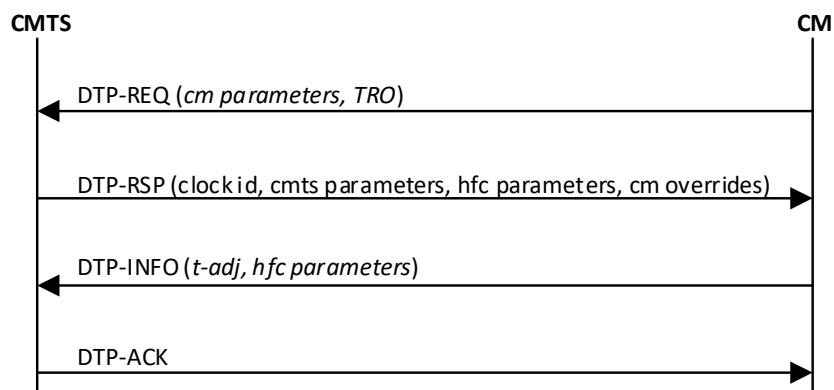 CMTS CM
DTP-REQ (cm parameters, TRO)
DTP-RSP (clock id, cmts parameters, hfc parameters, cm overrides)
DTP-INFO (t-adj, hfc parameters)
DTP-ACK